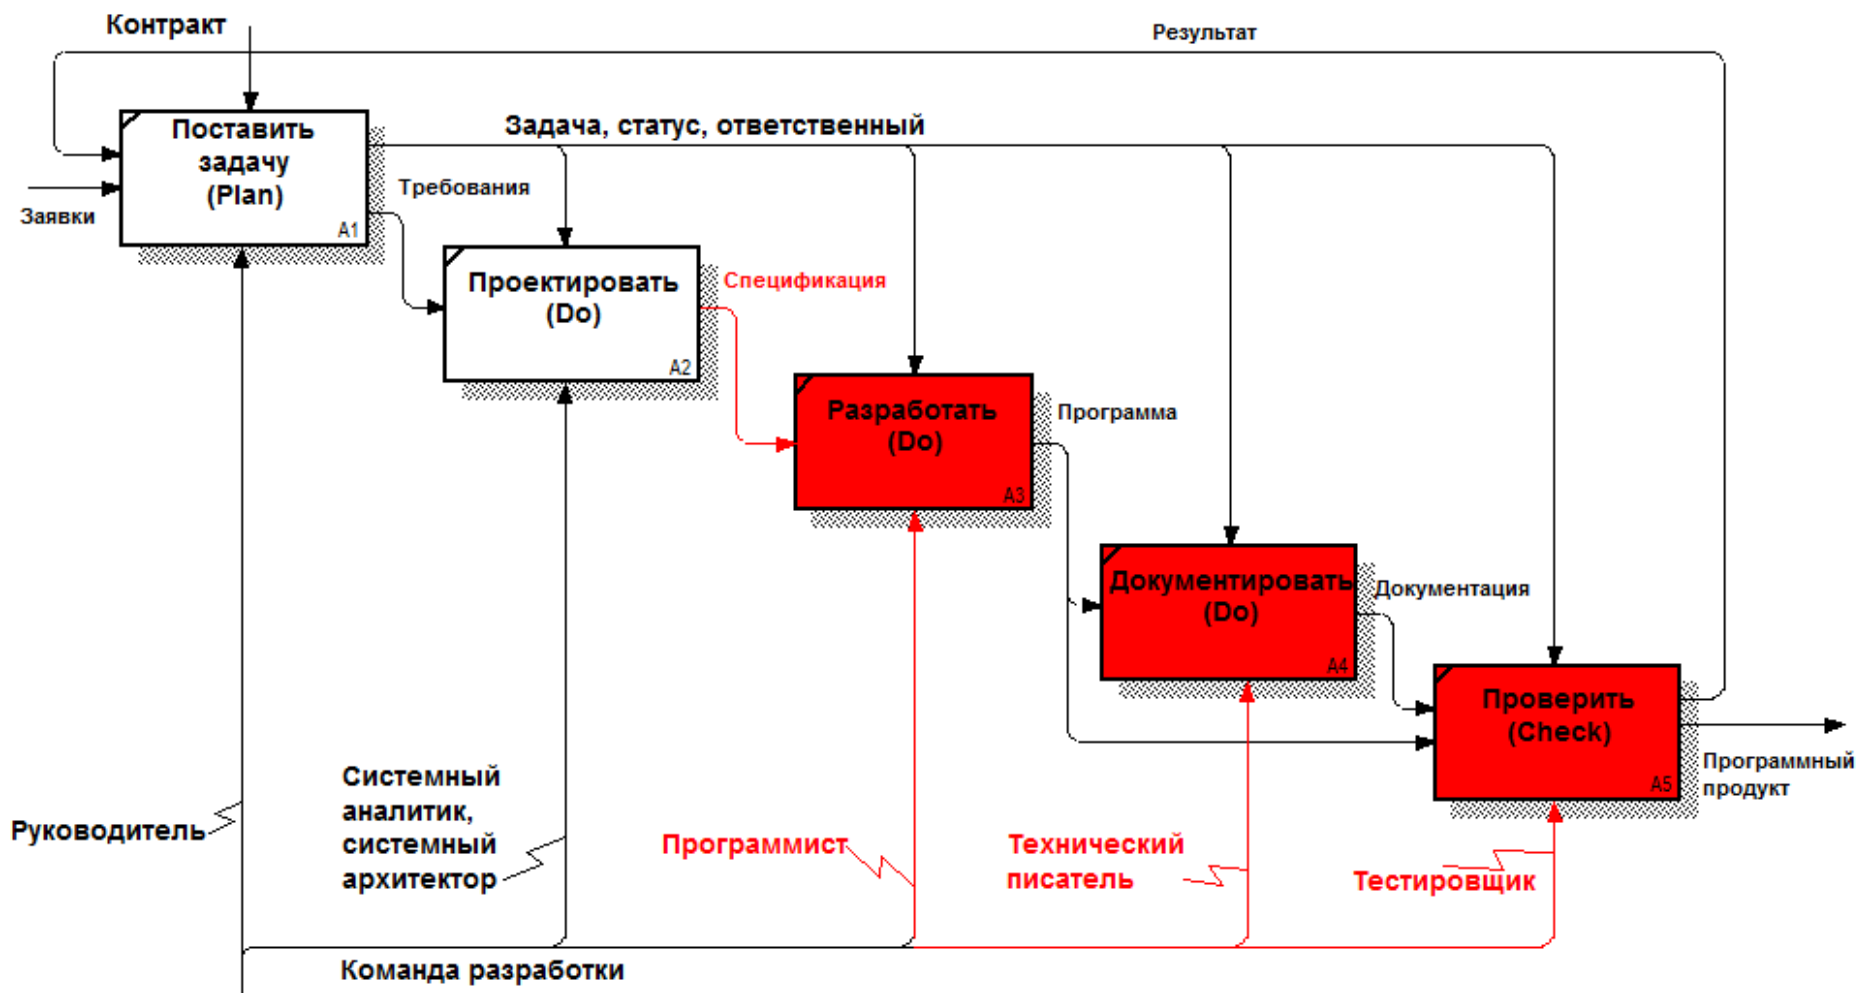 Контракт
Результат
Поставить
задачу
(Plan)
A1
Задача, статус, ответственный
Заявки
Требования
Проектировать
(Do)
A2
Спецификация
Разработать
(Do)
A3
Программа
Документировать
(Do)
A4
Документация
Проверить
(Check)
A5
Программный
продукт
Руководитель
Системный
аналитик,
системный
архитектор
Программист
Технический
писатель
Тестировщик
Команда разработки